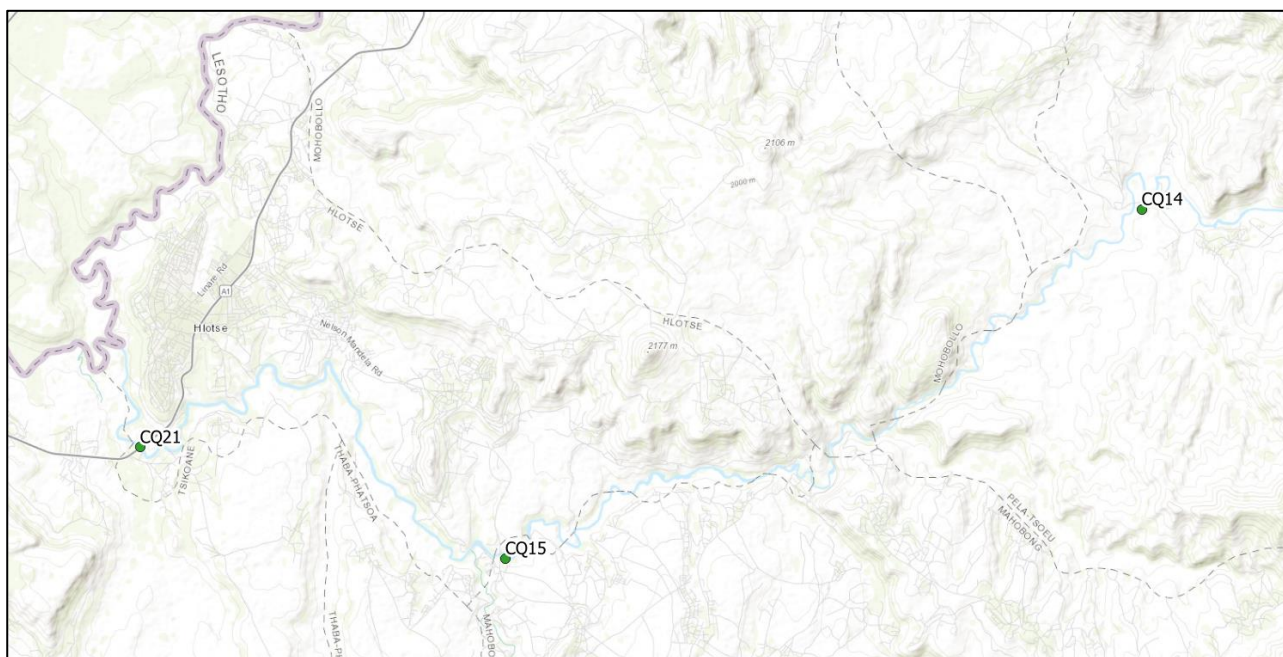 LESOTHO
MOHOBOLLO
2106 m
2000 m
CQ14
HLOTSE
Linare Rd
A1
Hlotse
HLOTSE
Nelson Mandela Rd
2177 m
MOHOBOLLO
CQ21
TSIKOANE
THABA-PHATSOA
CQ15
PELA-TSOEU
MAHOBONG
THABA-PH
MAHOBO